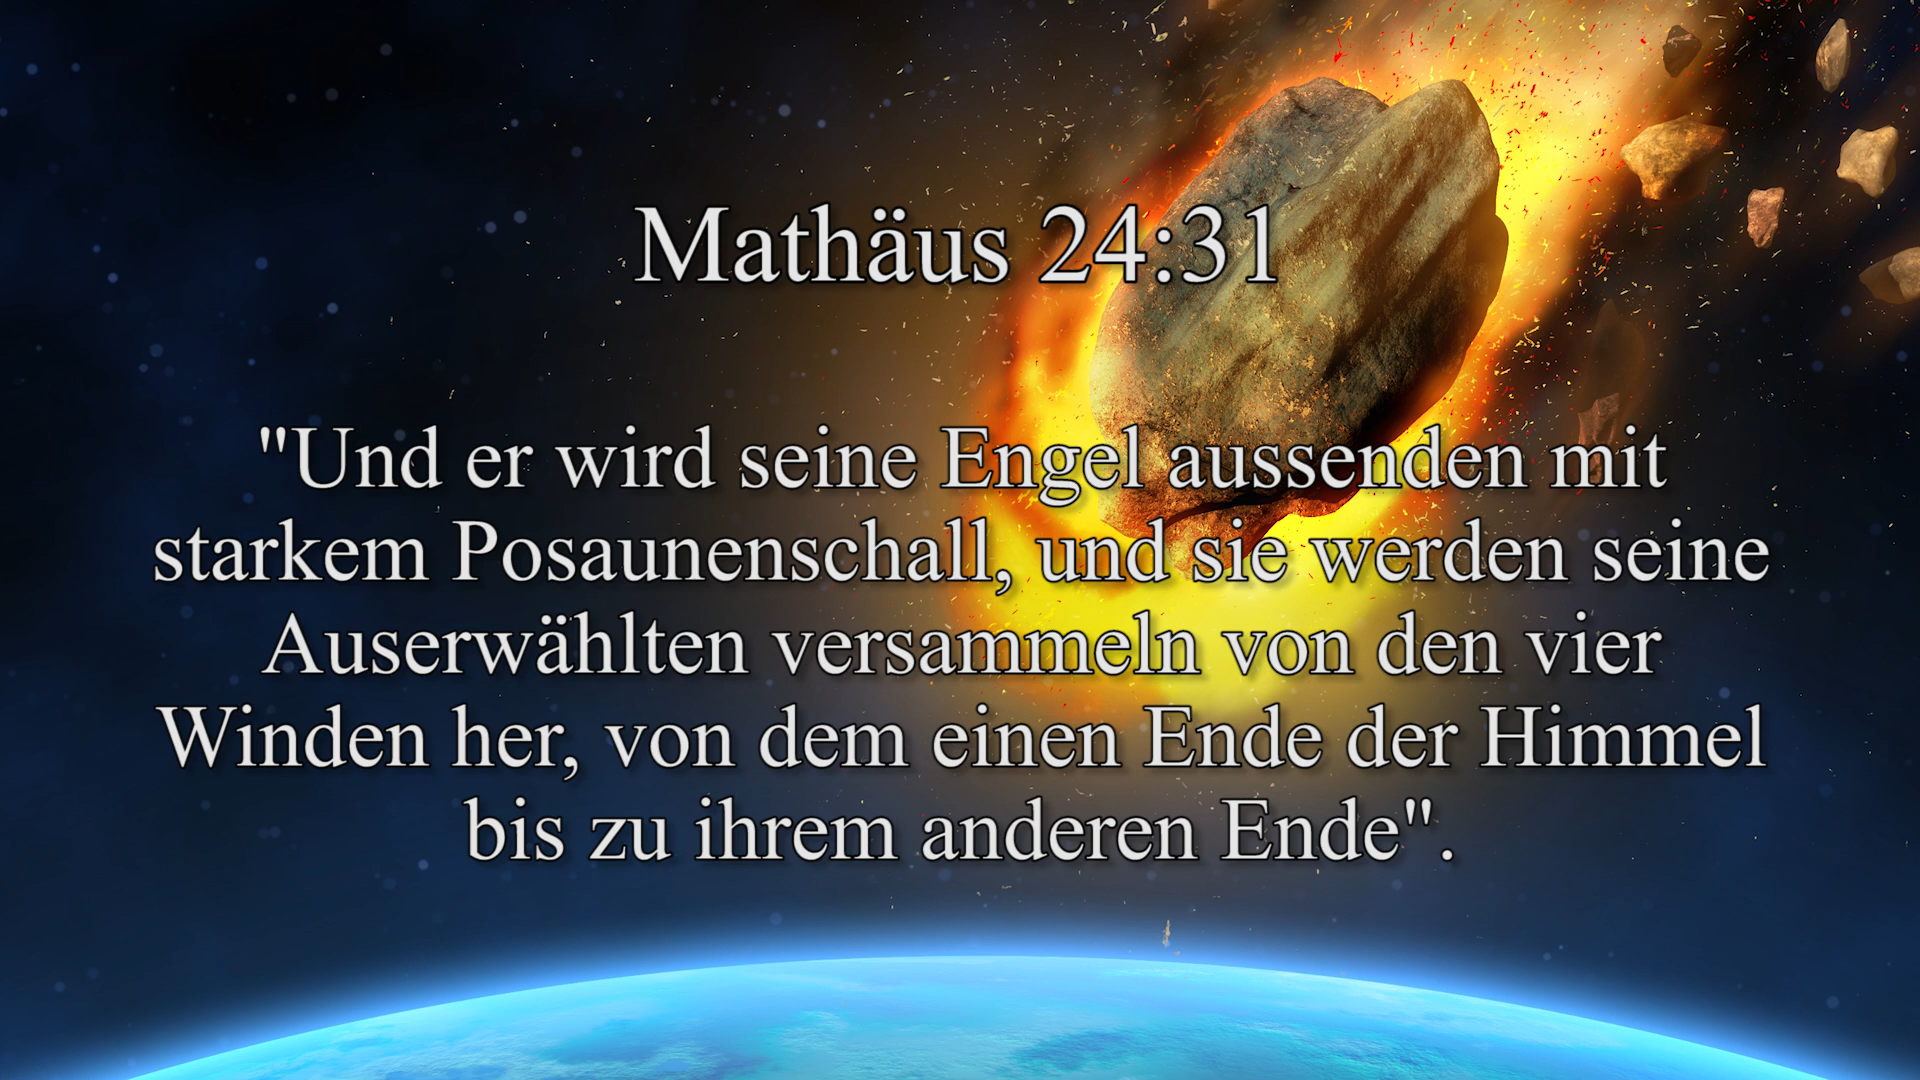 Mathäus 24:31
"Und er wird seine Engel aussenden mit
starkem Posaunenschall, und sie werden seine
Auserwählten versammeln von den vier
Winden her, von dem einen Ende der Himmel
bis zu ihrem anderen Ende".